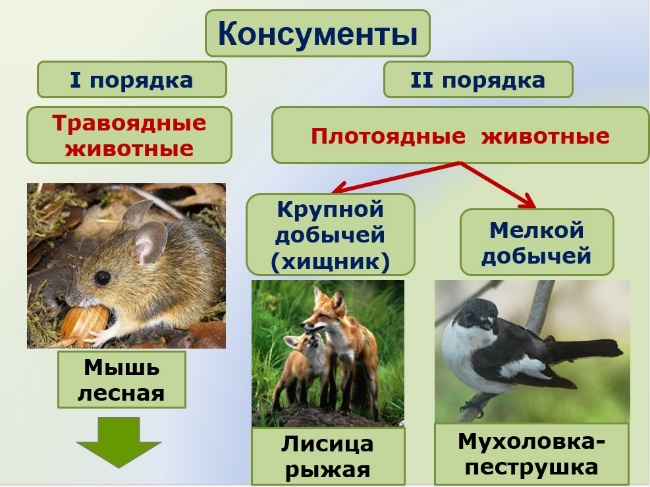 Консументы
I порядка
II порядка
Травоядные
животные
Плотоядные животные
Крупной
добычей
(хищник)
Мелкой
добычей
Мышь
лесная
Лисица
рыжая
Мухоловка-
пеструшка